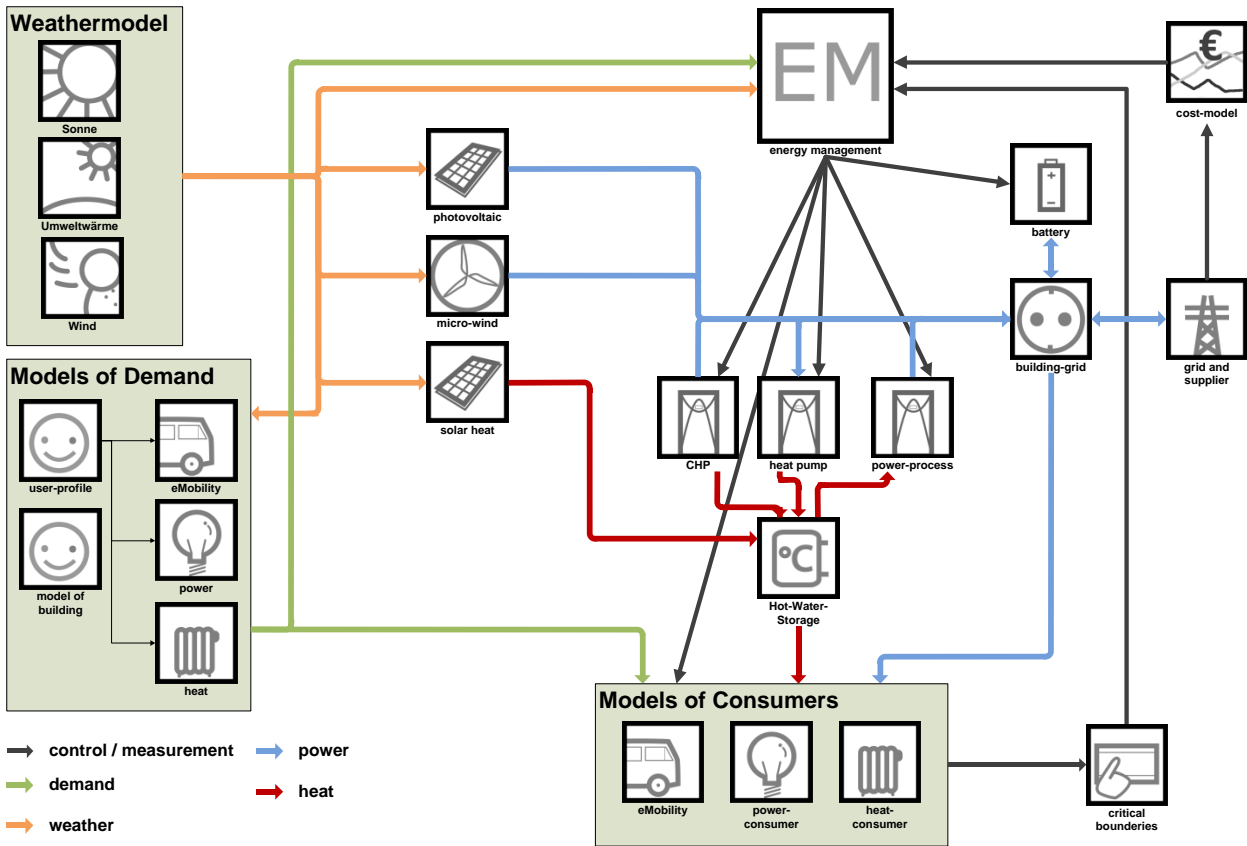 Weathermodel
Sonne
Umweltwärme
Wind
EM
energy management
€
cost-model
photovoltaic
+
-
battery
micro-wind
building-grid
grid and
supplier
solar heat
CHP
heat pump
power-process
Models of Demand
user-profile
eMobility
model of
building
power
heat
°C
Hot-Water-
Storage
Models of Consumers
eMobility
power-
consumer
heat-
consumer
critical
bounderies
control / measurement
power
demand
heat
weather